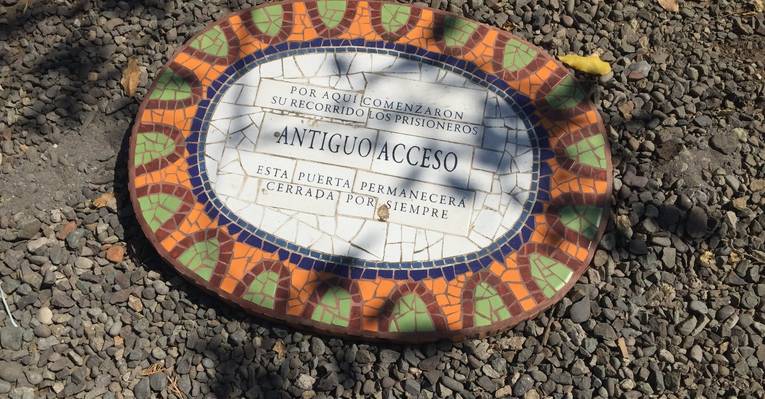 POR AQUI COMENZARON
SU RECORRIDO LOS PRISIONEROS
ANTIGUO ACCESO
ESTA PUERTA PERMANECERA
CERRADA POR SIEMPRE